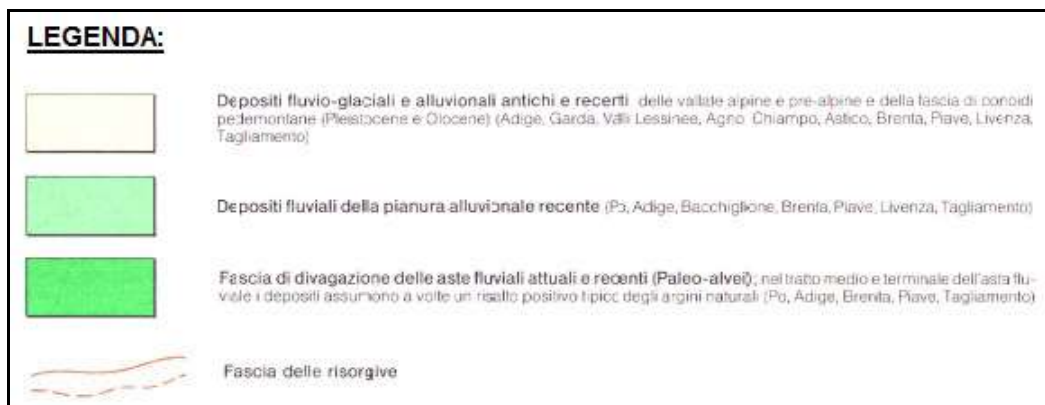 LEGENDA:
Depositi fluvio-glaciali e alluvionali antichi e recenti delle vallate alpine e pre-alpine e della fascia di conoidi
pedemontane (Pleistocene e Olocene) (Adige, Garda, Valli Lessinee, Agno Chiampo, Astico, Brenta, Piave, Livenza,
Tagliamento)
Depositi fluviali della pianura alluvionale recente (Po, Adige, Bacchiglione, Brenta, Piave, Livenza, Tagliamento)
Fascia di divagazione delle aste fluviali attuali e recenti (Paleo-alvei); nel tratto medio e terminale dell'asta flu-
viale i depositi assumono a volte un risalto positivo tipico degli argini naturali (Po, Adige, Brenta, Piave, Tagliamento)
Fascia delle risorgive